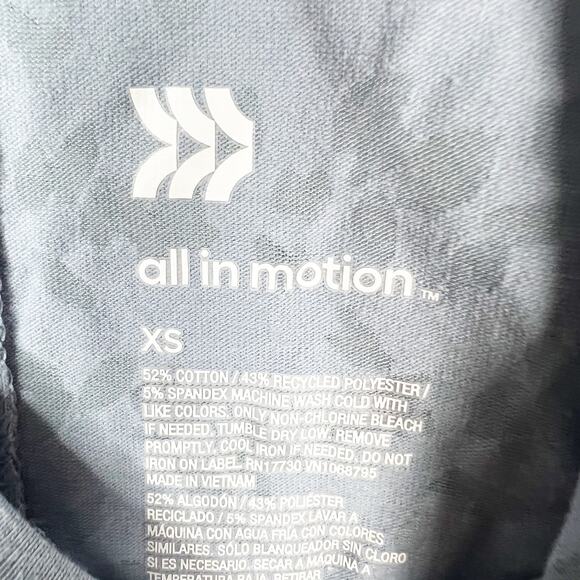 all in motion™
XS
52% COTTON / 43% RECYCLED POLYESTER /
5% SPANDEX MACHINE WASH COLD WITH
LIKE COLORS. ONLY NON-CHLORINE BLEACH
IF NEEDED. TUMBLE DRY LOW. REMOVE
PROMPTLY. COOL IRON IF NEEDED. DO NOT
IRON ON LABEL. RN17730 VN1068795
MADE IN VIETNAM
52% ALGODÓN / 43% POLIÉSTER
RECICLADO / 5% SPANDEX LAVAR A
MÁQUINA CON AGUA FRÍA CON COLORES
SIMILARES. SÓLO BLANQUEADOR SIN CLORO
SI ES NECESARIO. SECAR A MÁQUINA A
TEMPERATURA BAJA. RETIRAR